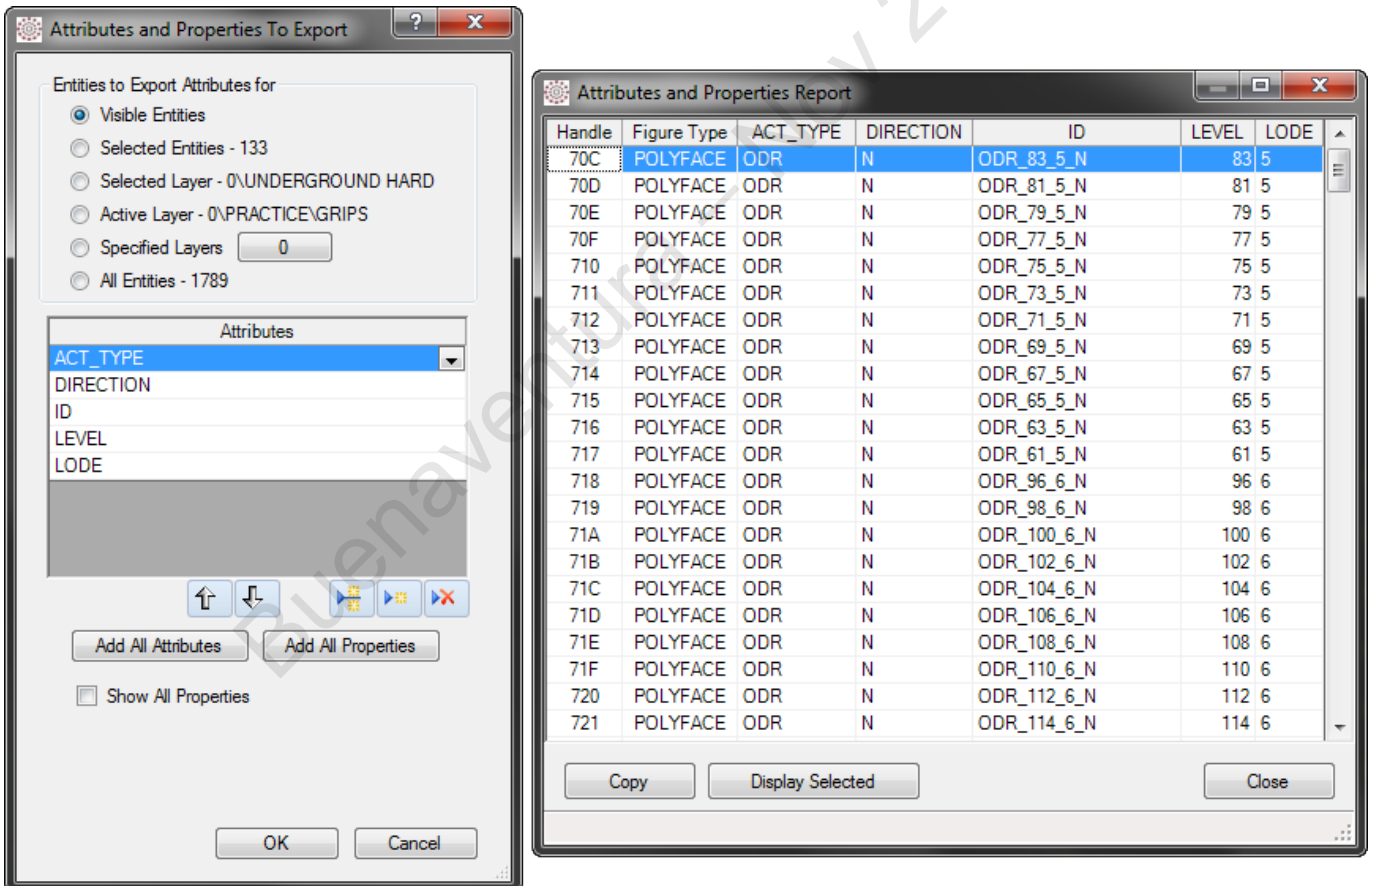 Attributes and Properties To Export
Entities to Export Attributes for
Visible Entities
Selected Entities - 133
Selected Layer - 0\UNDERGROUND HARD
Active Layer - 0\PRACTICE\GRIPS
Specified Layers 0
All Entities - 1789
Attributes
ACT_TYPE
DIRECTION
ID
LEVEL
LODE
Add All Attributes Add All Properties
Show All Properties
OK Cancel
Attributes and Properties Report
Handle Figure Type ACT_TYPE DIRECTION ID LEVEL LODE
70C POLYFACE ODR N ODR_83_5_N 83 5
70D POLYFACE ODR N ODR_81_5_N 81 5
70E POLYFACE ODR N ODR_79_5_N 79 5
70F POLYFACE ODR N ODR_77_5_N 77 5
710 POLYFACE ODR N ODR_75_5_N 75 5
711 POLYFACE ODR N ODR_73_5_N 73 5
712 POLYFACE ODR N ODR_71_5_N 71 5
713 POLYFACE ODR N ODR_69_5_N 69 5
714 POLYFACE ODR N ODR_67_5_N 67 5
715 POLYFACE ODR N ODR_65_5_N 65 5
716 POLYFACE ODR N ODR_63_5_N 63 5
717 POLYFACE ODR N ODR_61_5_N 61 5
718 POLYFACE ODR N ODR_96_6_N 96 6
719 POLYFACE ODR N ODR_98_6_N 98 6
71A POLYFACE ODR N ODR_100_6_N 100 6
71B POLYFACE ODR N ODR_102_6_N 102 6
71C POLYFACE ODR N ODR_104_6_N 104 6
71D POLYFACE ODR N ODR_106_6_N 106 6
71E POLYFACE ODR N ODR_108_6_N 108 6
71F POLYFACE ODR N ODR_110_6_N 110 6
720 POLYFACE ODR N ODR_112_6_N 112 6
721 POLYFACE ODR N ODR_114_6_N 114 6
Copy Display Selected Close
Buenaventura - Nov 2